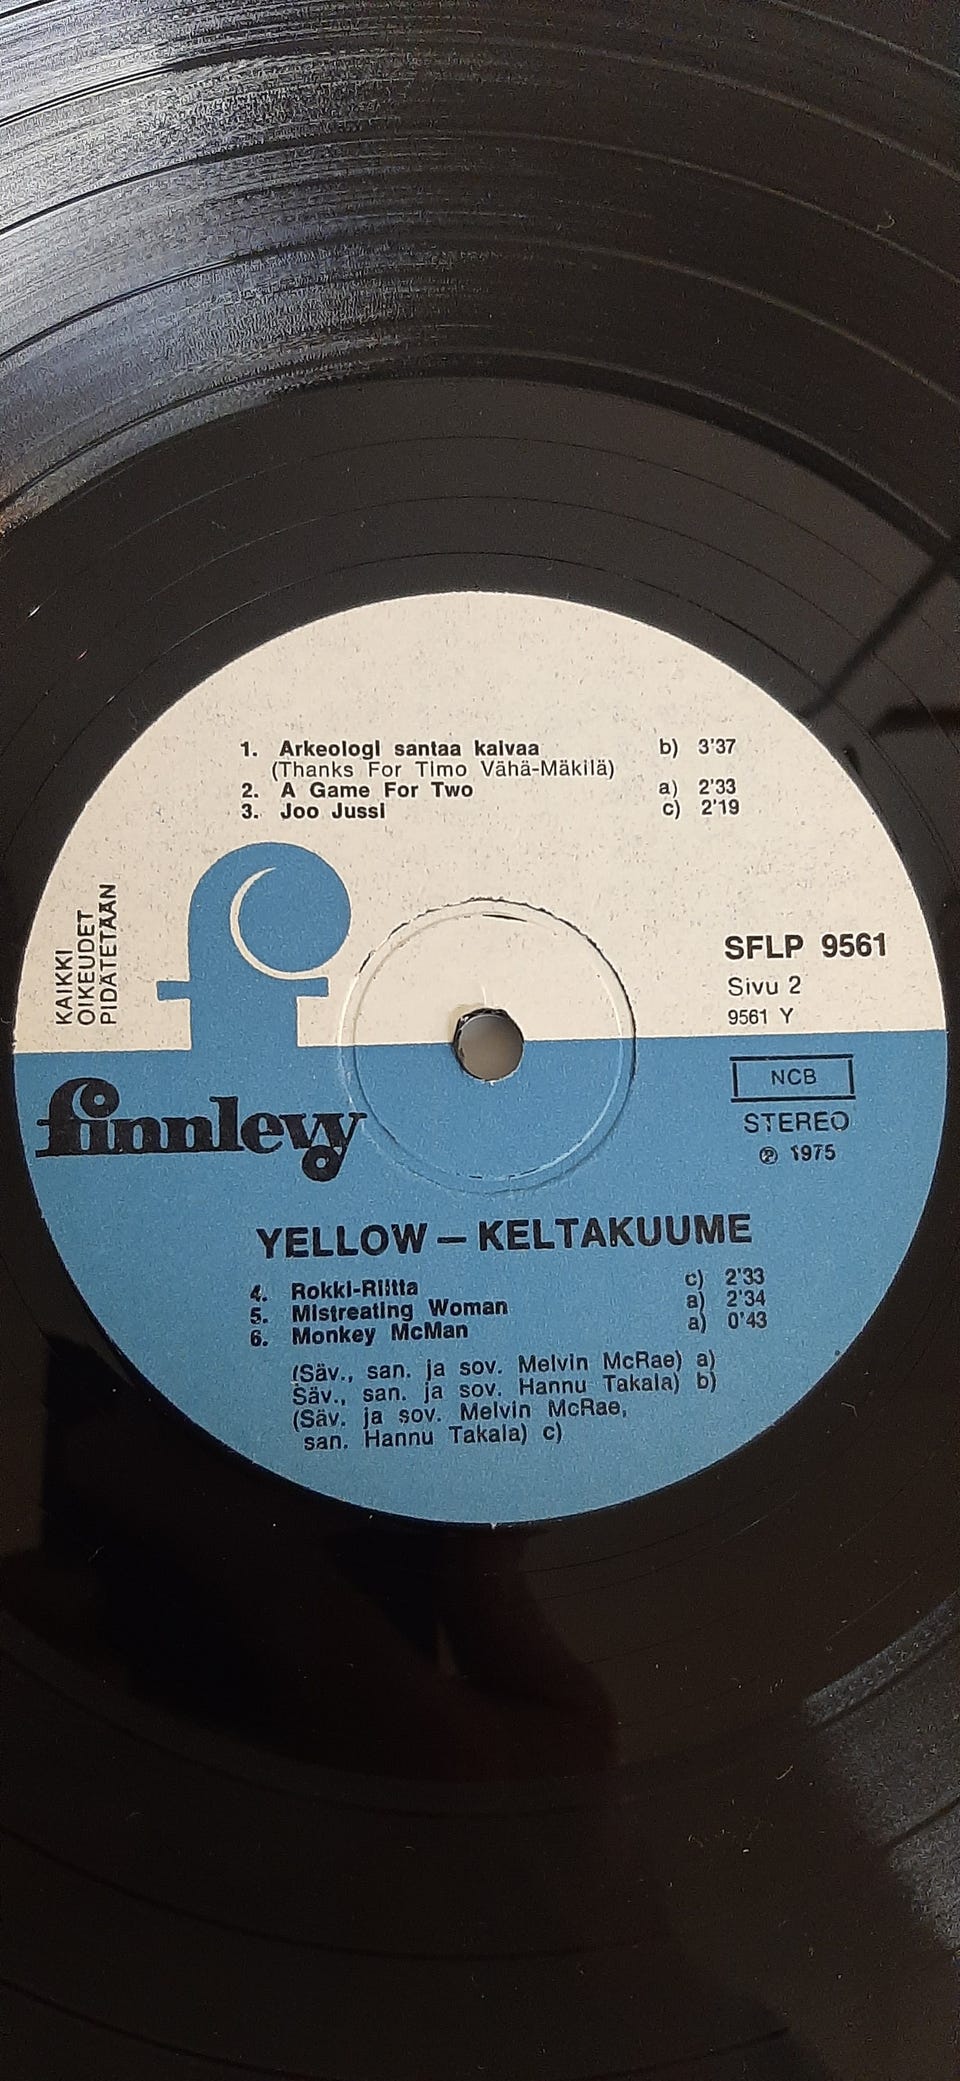 1. Arkeologi santaa kaivaa b) 3'37
(Thanks For Timo Vähä-Mäkilä)
2. A Game For Two a) 2'33
3. Joo Jussi c) 2'19
KAIKKI
OIKEUDET
PIDÄTETÄÄN
SFLP 9561
Sivu 2
9561 Y
finnlevy
NCB
STEREO
℗ 1975
YELLOW – KELTAKUUME
4. Rokki-Riitta c) 2'33
5. Mistreating Woman a) 2'34
6. Monkey McMan a) 0'43
(Säv., san. ja sov. Melvin McRae) a)
Säv., san. ja sov. Hannu Takala) b)
(Säv. ja sov. Melvin McRae,
san. Hannu Takala) c)